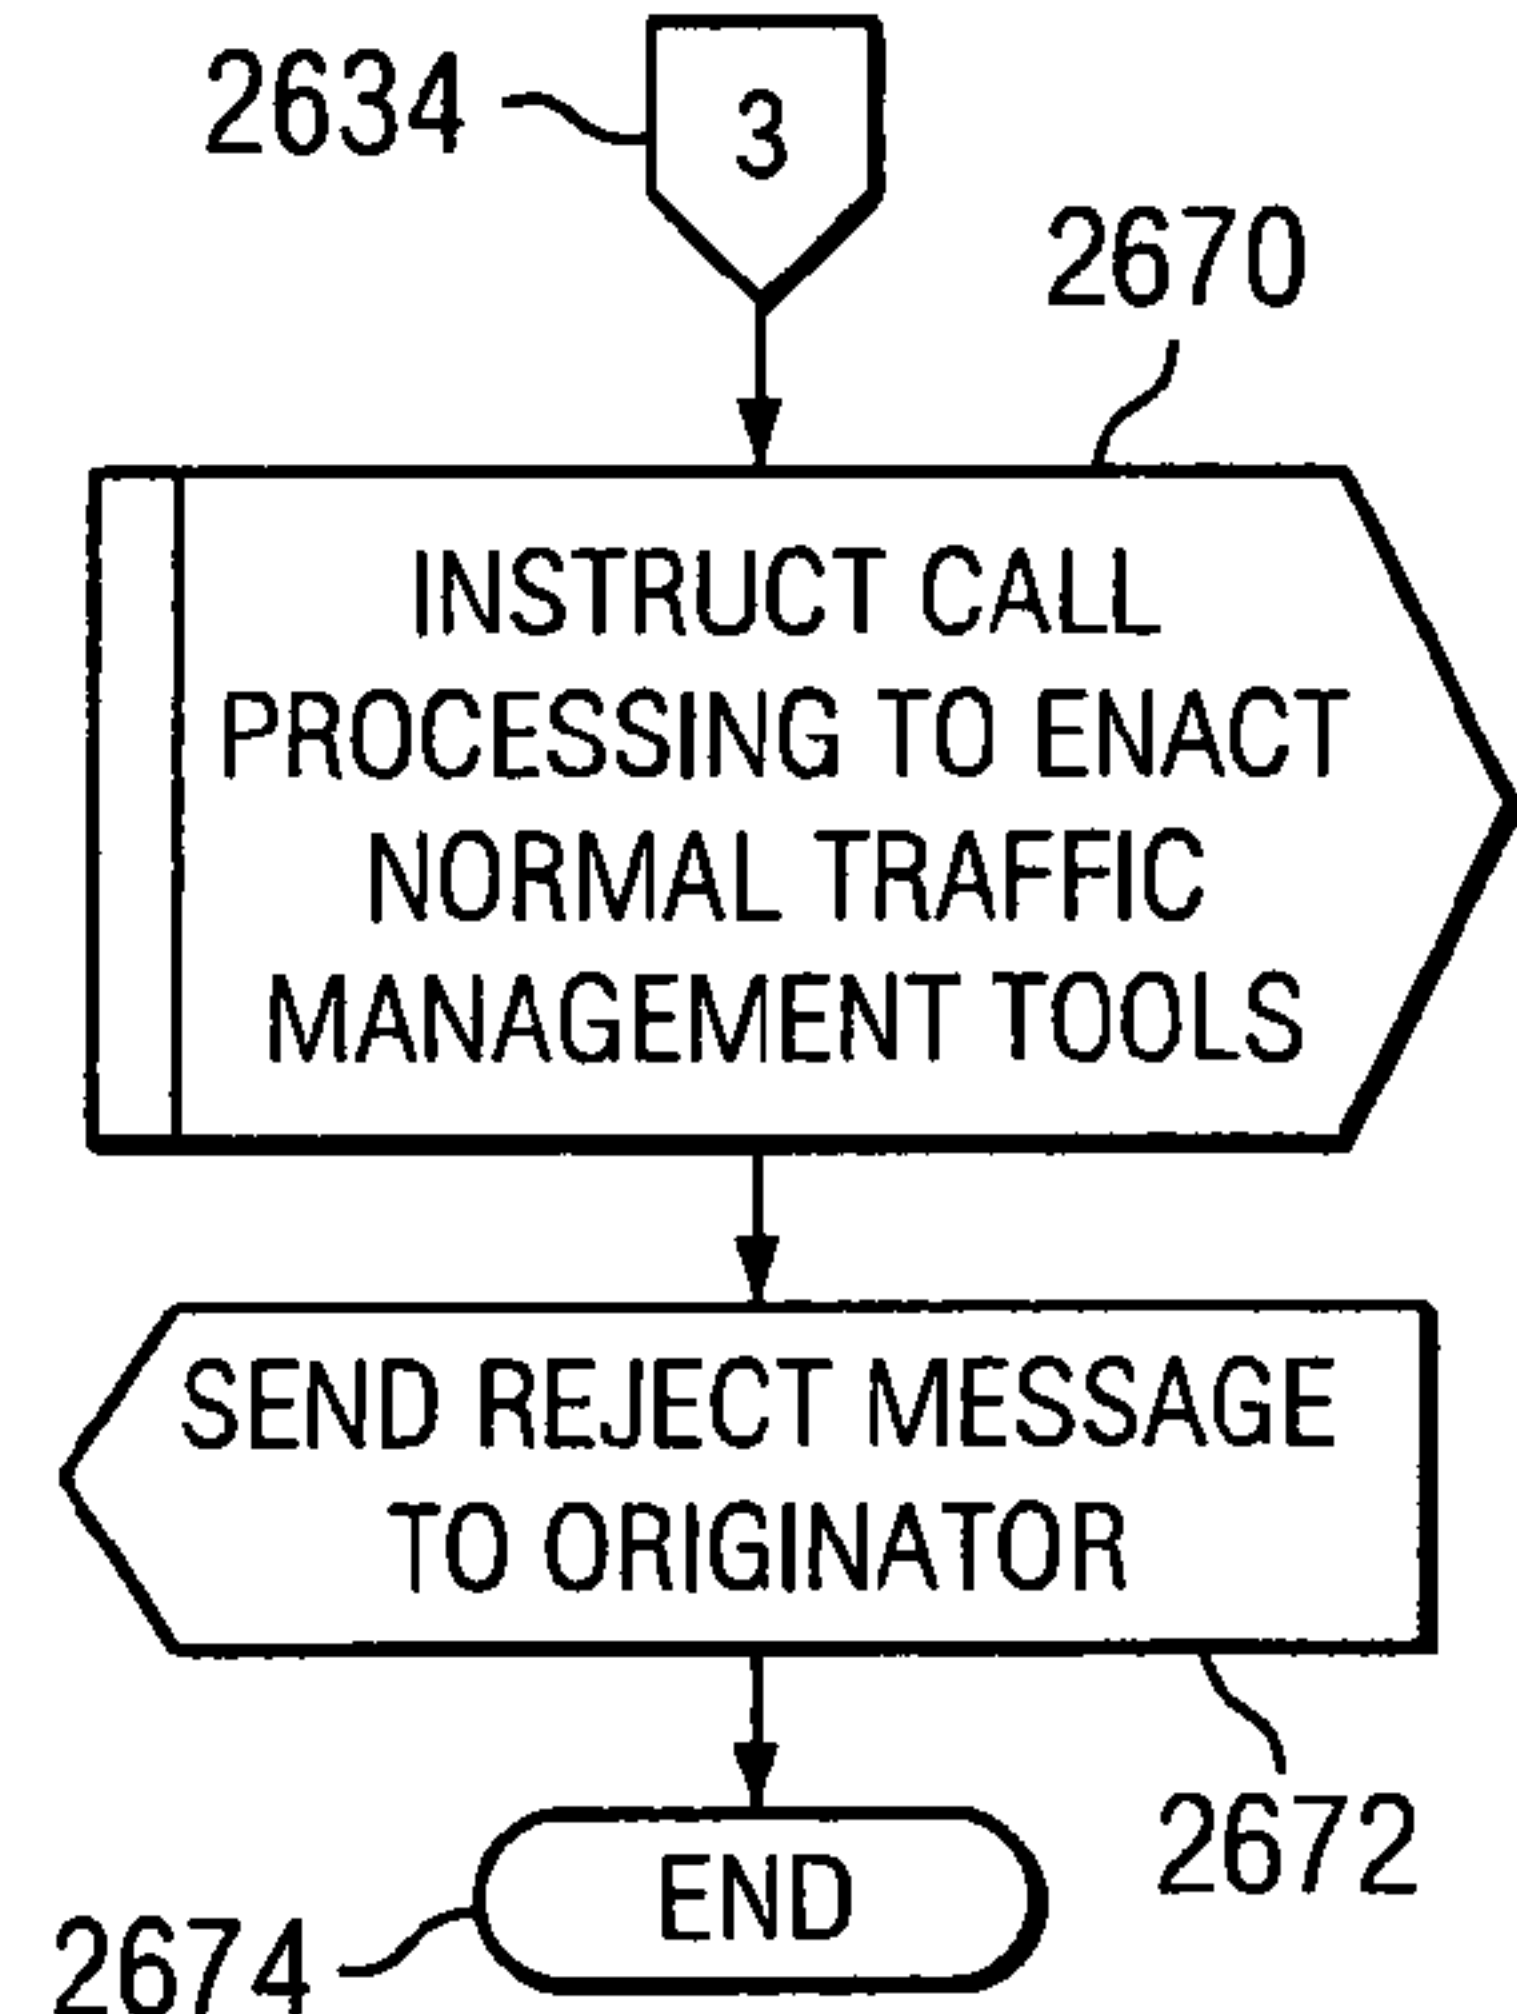 2634
3
2670
INSTRUCT CALL
PROCESSING TO ENACT
NORMAL TRAFFIC
MANAGEMENT TOOLS
SEND REJECT MESSAGE
TO ORIGINATOR
2672
END
2674